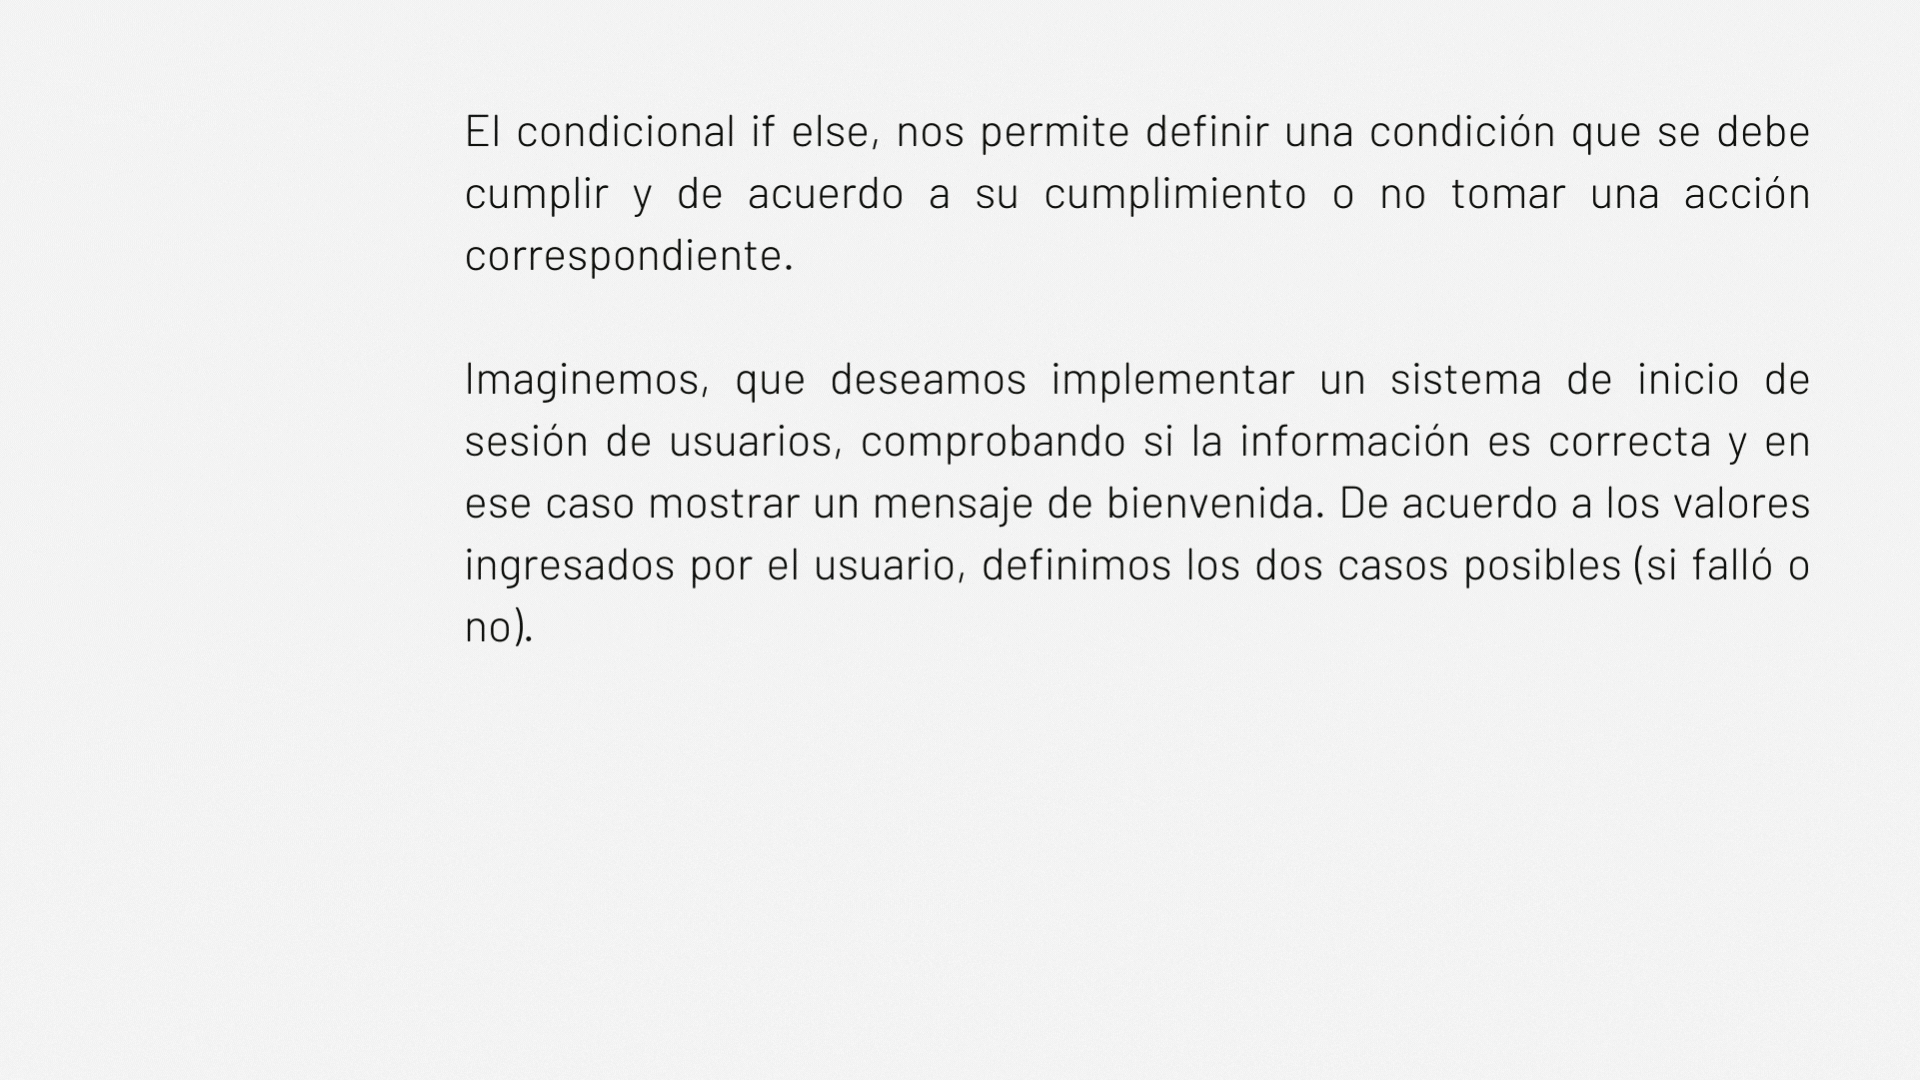 El condicional if else, nos permite definir una condición que se debe
cumplir y de acuerdo a su cumplimiento o no tomar una acción
correspondiente.
Imaginemos, que deseamos implementar un sistema de inicio de
sesión de usuarios, comprobando si la información es correcta y en
ese caso mostrar un mensaje de bienvenida. De acuerdo a los valores
ingresados por el usuario, definimos los dos casos posibles (si falló o
no).